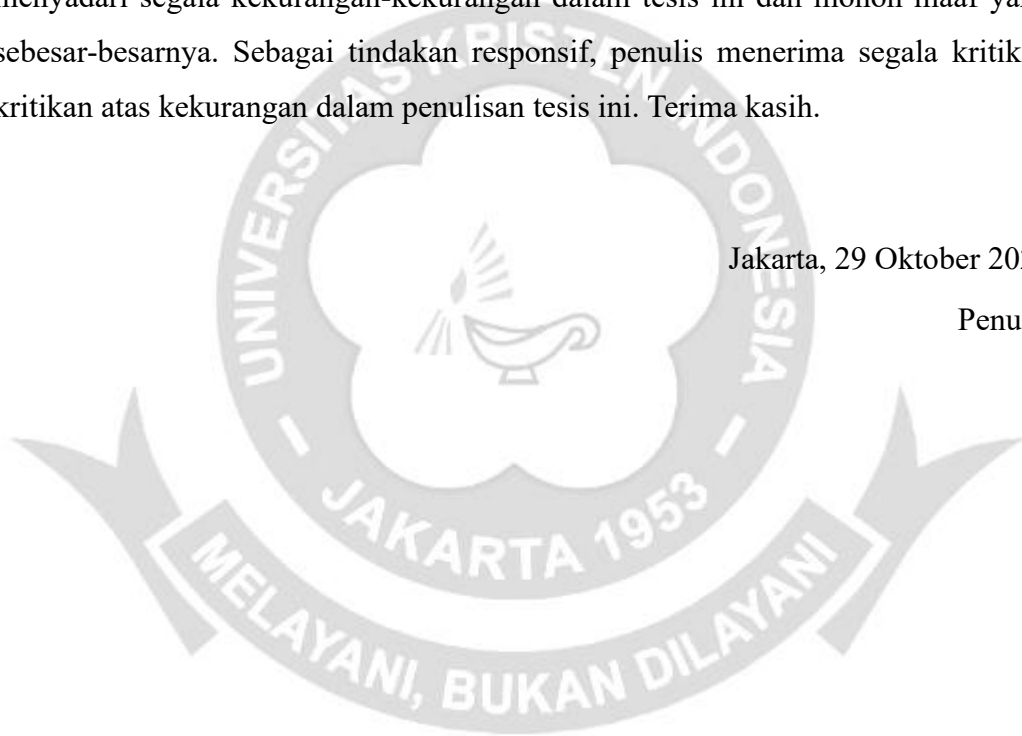 menyadari segala kekurangan-kekurangan dalam tesis ini dan mohon maaf
sebesar-besarnya. Sebagai tindakan responsif, penulis menerima segala kritik
kritikan atas kekurangan dalam penulisan tesis ini. Terima kasih.
Jakarta, 29 Oktober
UNIVERSITAS KRISTEN INDONESIA
JAKARTA 1953
MELAYANI, BUKAN DILAYANI